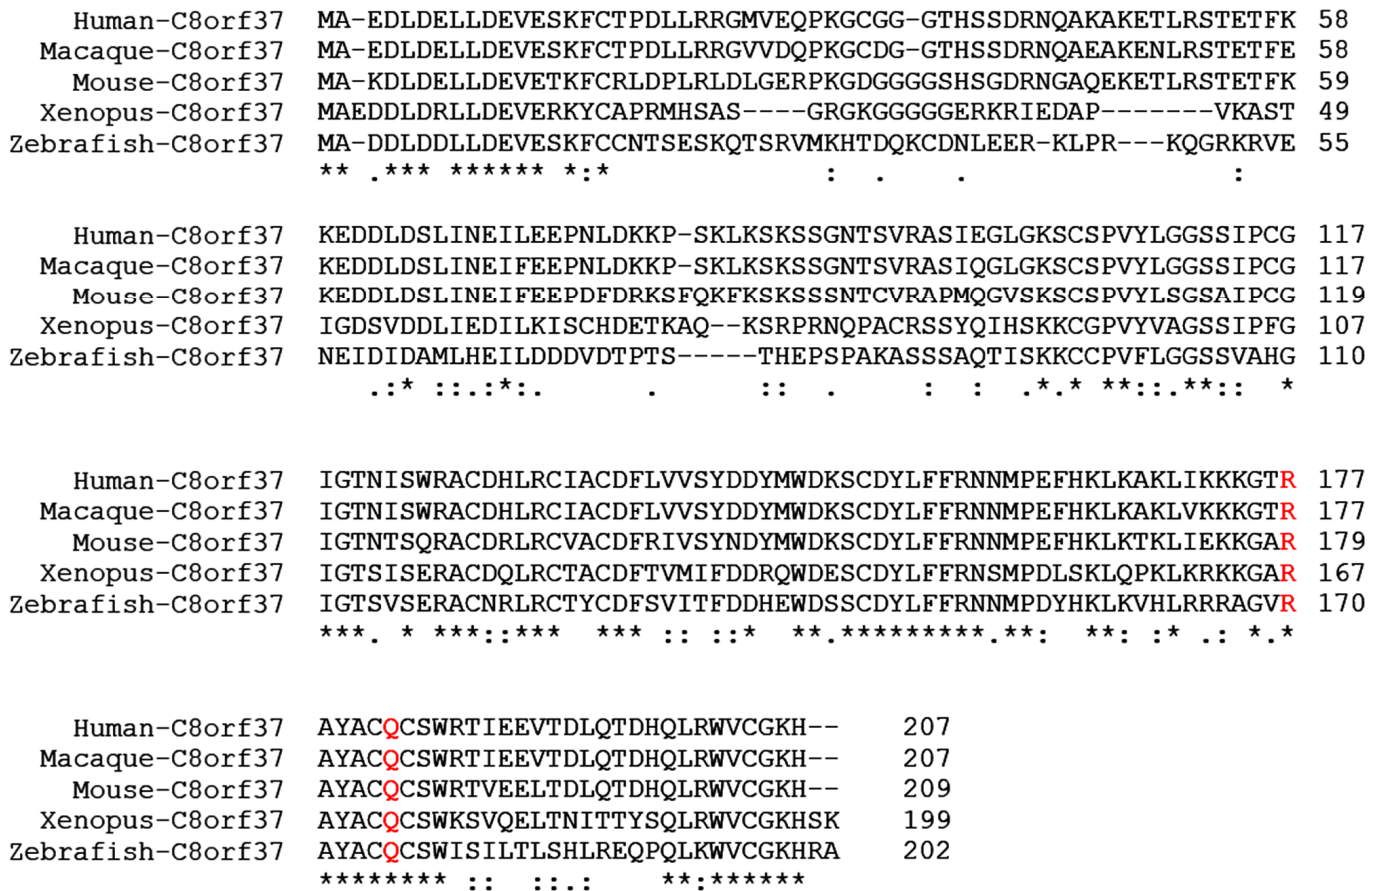 Human-C8orf37 MA-EDLDELLDEVESKFCTPDLLRRGMVEQPKGCGG-GTHSSDRNQAKAKETLRSTETFK 58
Macaque-C8orf37 MA-EDLDELLDEVESKFCTPDLLRRGVVDQPKGCDG-GTHSSDRNQAEAKENLRSTETFE 58
Mouse-C8orf37 MA-KDLDELLDEVETKFCRLDPLRLDLGERPKGDGGGGSHSGDRNGAQEKETLRSTETFK 59
Xenopus-C8orf37 MAEDDLDRLLDEVERKYCAPRMHSAS----GRGKGGGGGERKRIEDAP-------VKAST 49
Zebrafish-C8orf37 MA-DDLDDLLDEVESKFCCNTSESKQTSRVMKHTDQKCDNLEER-KLPR---KQGRKRVE 55
** .*** ****** *:* : . . :
Human-C8orf37 KEDDLDSLINEILEEPNLDKKP-SKLKSKSSGNTSVRASIEGLGKSCSPVYLGGSSIPCG 117
Macaque-C8orf37 KEDDLDSLINEIFEEPNLDKKP-SKLKSKSSGNTSVRASIQGLGKSCSPVYLGGSSIPCG 117
Mouse-C8orf37 KEDDLDSLINEIFEEPDFDRKSFQKFKSKSSSNTCVRAPMQGVSKSCSPVYLSGSAIPCG 119
Xenopus-C8orf37 IGDSVDDLIEDILKISCHDETKAQ--KSRPRNQPACRSSYQIHSKKCGPVYVAGSSIPFG 107
Zebrafish-C8orf37 NEIDIDAMLHEILDDDVDTPTS-----THEPSPAKASSSAQTISKKCCPVFLGGSSVAHG 110
.:* ::.:*:. . :: . : : .*.* **::.**:: *
Human-C8orf37 IGTNISWRACDHLRCIACDFLVVSYDDYMWDKSCDYLFFRNNMPEFHKLKAKLIKKKGTR 177
Macaque-C8orf37 IGTNISWRACDHLRCIACDFLVVSYDDYMWDKSCDYLFFRNNMPEFHKLKAKLVKKKGTR 177
Mouse-C8orf37 IGTNTSQRACDRLRCVACDFRIVSYNDYMWDKSCDYLFFRNNMPEFHKLKTKLIEKKGAR 179
Xenopus-C8orf37 IGTSISERACDQLRCTACDFTVMIFDDRQWDESCDYLFFRNSMPDLSKLQPKLKRKKGAR 167
Zebrafish-C8orf37 IGTSVSERACNRLRCTYCDFSVITFDDHEWDSSCDYLFFRNNMPDYHKLKVHLRRRAGVR 170
***. * ***::*** *** :: ::* **.*********.**: **: :* .: *.*
Human-C8orf37 AYACQCSWRTIEEVTDLQTDHQLRWVCGKH-- 207
Macaque-C8orf37 AYACQCSWRTIEEVTDLQTDHQLRWVCGKH-- 207
Mouse-C8orf37 AYACQCSWRTVEELTDLQTDHQLRWVCGKH-- 209
Xenopus-C8orf37 AYACQCSWKSVQELTNITTYSQLRWVCGKHSK 199
Zebrafish-C8orf37 AYACQCSWISILTLSHLREQPQLKWVCGKHRA 202
******** :: ::.: **:******